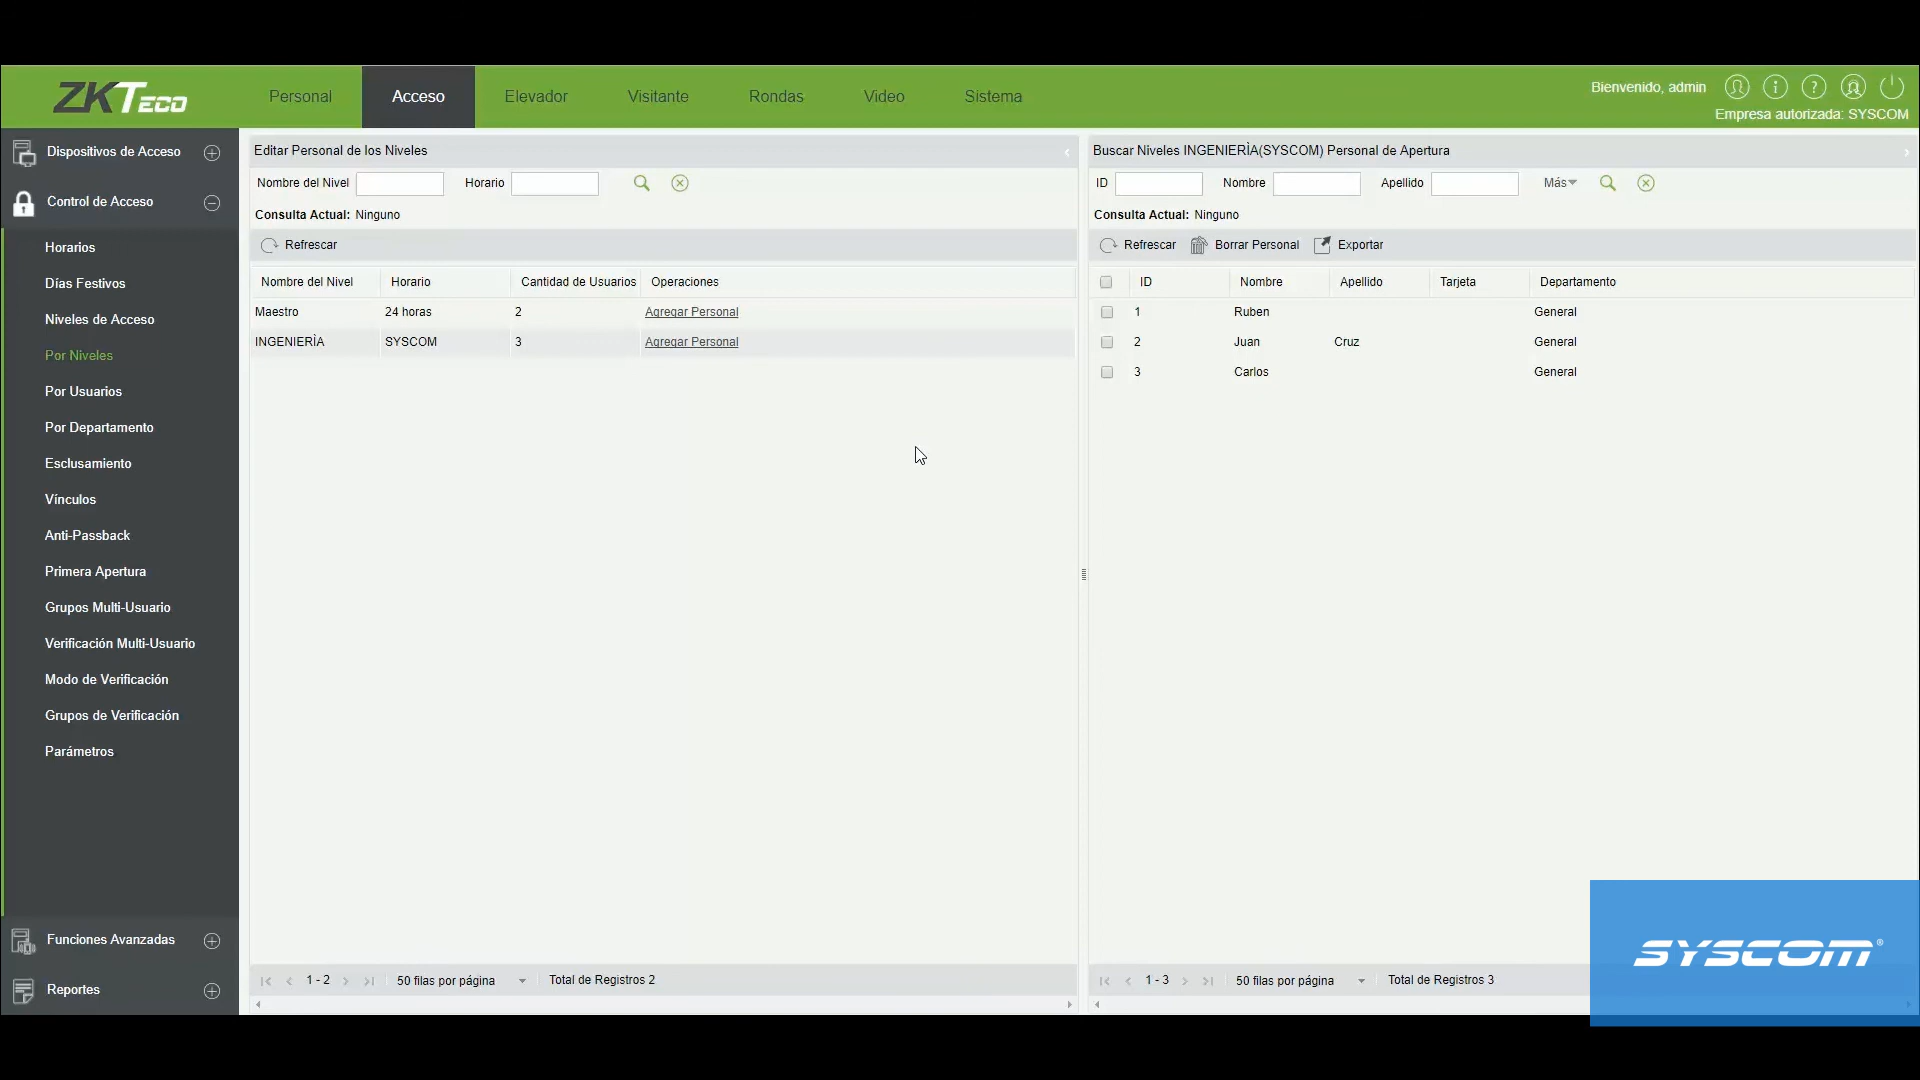 ZKTeco
Personal
Acceso
Elevador
Visitante
Rondas
Video
Sistema
Bienvenido, admin
Empresa autorizada: SYSCOM
Dispositivos de Acceso
Control de Acceso
Horarios
Días Festivos
Niveles de Acceso
Por Niveles
Por Usuarios
Por Departamento
Esclusamiento
Vínculos
Anti-Passback
Primera Apertura
Grupos Multi-Usuario
Verificación Multi-Usuario
Modo de Verificación
Grupos de Verificación
Parámetros
Funciones Avanzadas
Reportes
Editar Personal de los Niveles
Nombre del Nivel Horario
Consulta Actual: Ninguno
Refrescar
Nombre del Nivel Horario Cantidad de Usuarios Operaciones
Maestro 24 horas 2 Agregar Personal
INGENIERÌA SYSCOM 3 Agregar Personal
1 - 2 50 filas por página Total de Registros 2
Buscar Niveles INGENIERÌA(SYSCOM) Personal de Apertura
ID Nombre Apellido Más
Consulta Actual: Ninguno
Refrescar Borrar Personal Exportar
ID Nombre Apellido Tarjeta Departamento
1 Ruben General
2 Juan Cruz General
3 Carlos General
1 - 3 50 filas por página Total de Registros 3
SYSCOM®